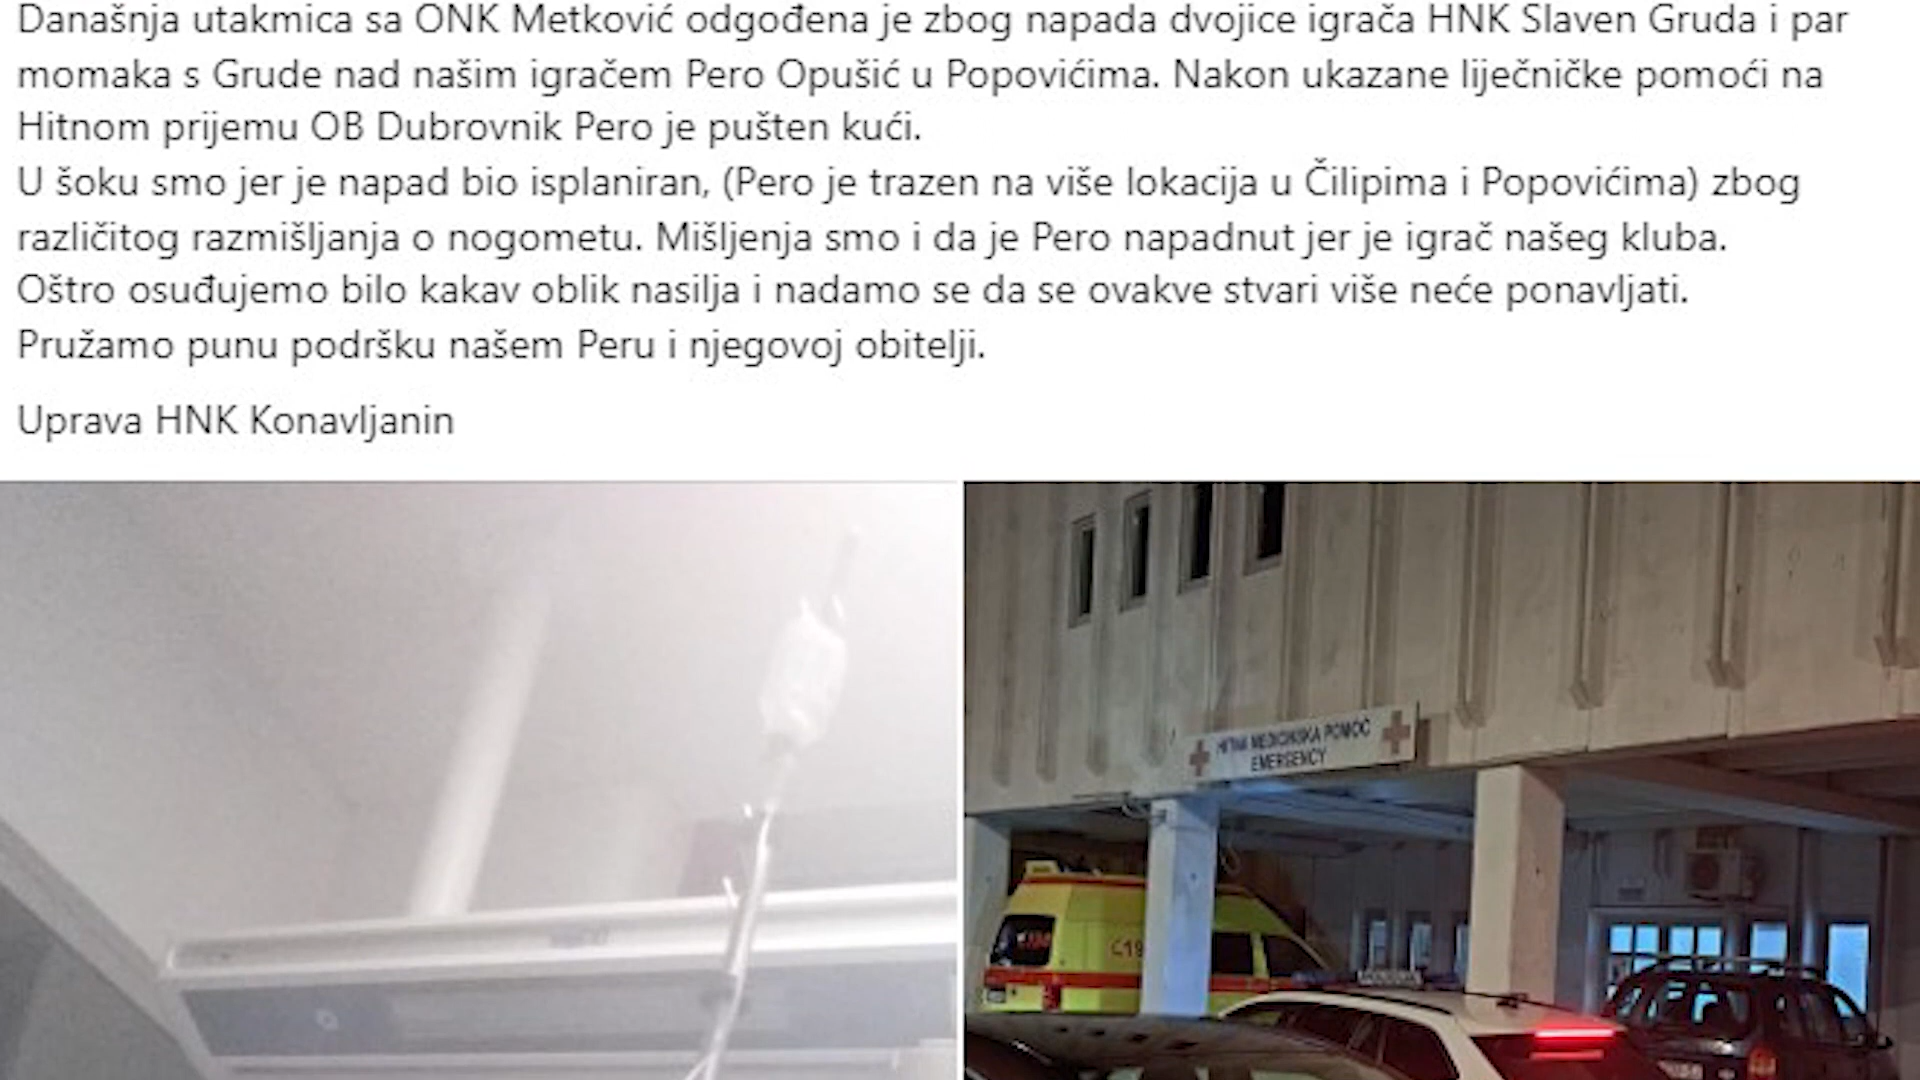 Današnja utakmica sa ONK Metković odgođena je zbog napada dvojice igrača HNK Slaven Gruda i par
momaka s Grude nad našim igračem Pero Opušić u Popovićima. Nakon ukazane liječničke pomoći na
Hitnom prijemu OB Dubrovnik Pero je pušten kući.
U šoku smo jer je napad bio isplaniran, (Pero je trazen na više lokacija u Čilipima i Popovićima) zbog
različitog razmišljanja o nogometu. Mišljenja smo i da je Pero napadnut jer je igrač našeg kluba.
Oštro osuđujemo bilo kakav oblik nasilja i nadamo se da se ovakve stvari više neće ponavljati.
Pružamo punu podršku našem Peru i njegovoj obitelji.
Uprava HNK Konavljanin
HITNA MEDICINSKA POMOĆ
EMERGENCY